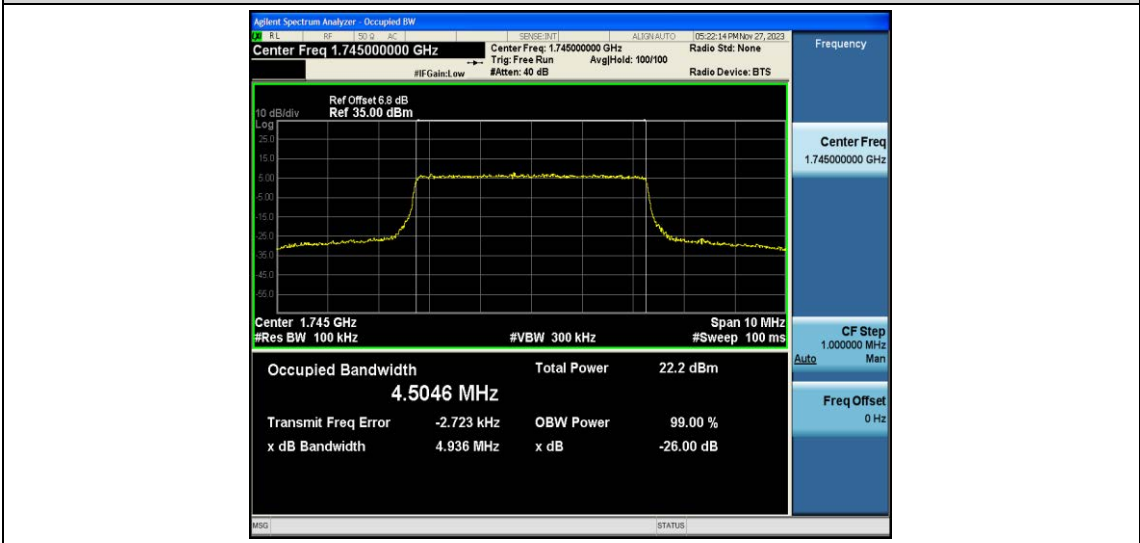 Agilent Spectrum Analyzer - Occupied BW
RL RF 50 Ω AC SENSE:INT ALIGN AUTO 05:22:14 PM Nov 27, 2023
Center Freq 1.745000000 GHz
Center Freq: 1.745000000 GHz
Radio Std: None
Trig: Free Run Avg|Hold: 100/100
#IFGain:Low #Atten: 40 dB Radio Device: BTS
Ref Offset 6.8 dB
10 dB/div Ref 35.00 dBm
Log
25.0
15.0
5.00
-5.00
-15.0
-25.0
-35.0
-45.0
-55.0
Center 1.745 GHz Span 10 MHz
#Res BW 100 kHz #VBW 300 kHz #Sweep 100 ms
Occupied Bandwidth Total Power 22.2 dBm
4.5046 MHz
Transmit Freq Error -2.723 kHz OBW Power 99.00 %
x dB Bandwidth 4.936 MHz x dB -26.00 dB
MSG STATUS
Frequency
Center Freq
1.745000000 GHz
CF Step
1.000000 MHz
Auto Man
Freq Offset
0 Hz